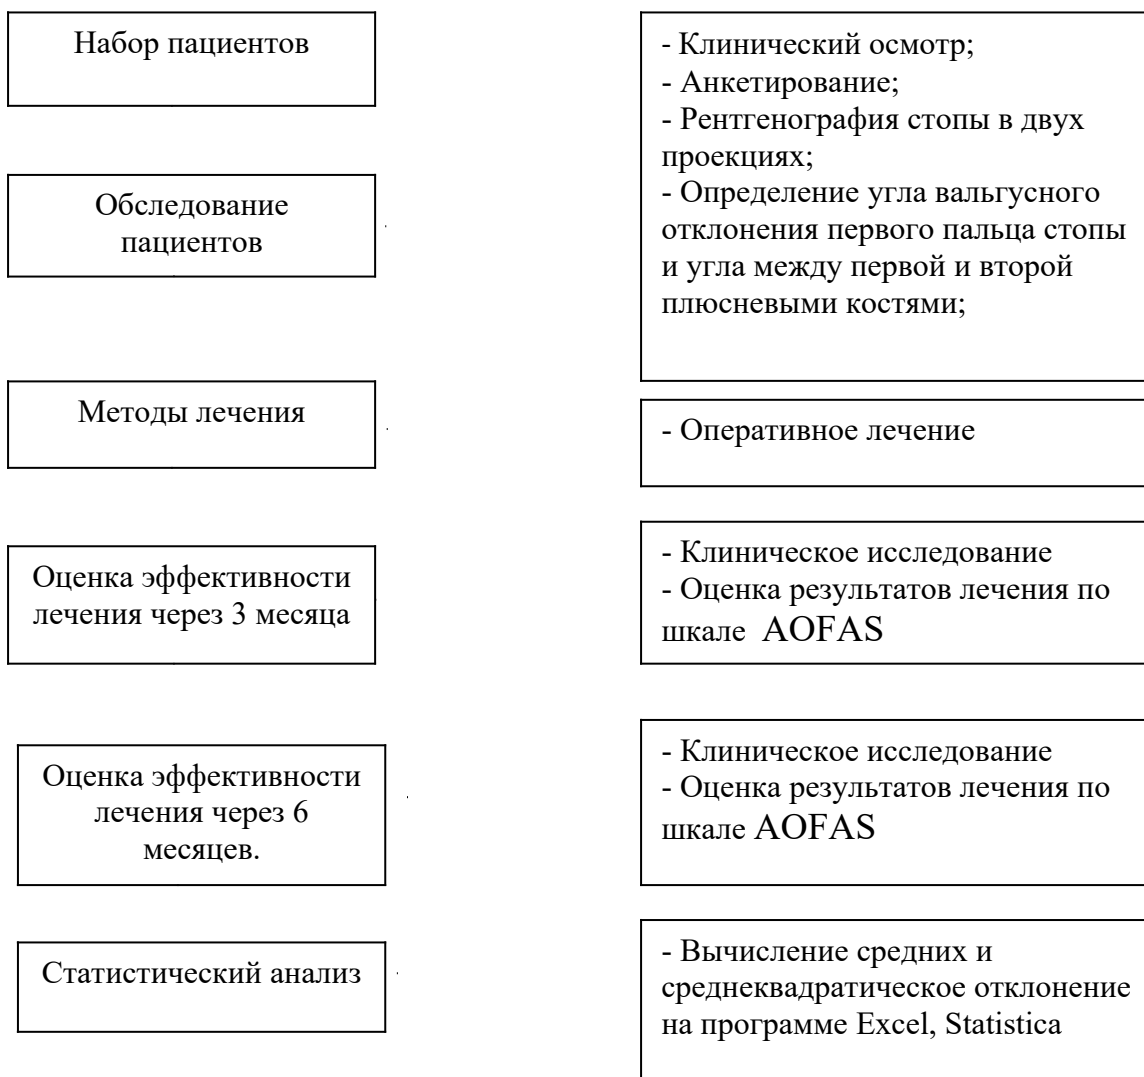 Набор пациентов
- Клинический осмотр;
- Анкетирование;
- Рентгенография стопы в двух
проекциях;
- Определение угла вальгусного
отклонения первого пальца стопы
и угла между первой и второй
плюсневыми костями;
Обследование
пациентов
Методы лечения
- Оперативное лечение
Оценка эффективности
лечения через 3 месяца
- Клиническое исследование
- Оценка результатов лечения по
шкале AOFAS
Оценка эффективности
лечения через 6
месяцев.
- Клиническое исследование
- Оценка результатов лечения по
шкале AOFAS
Статистический анализ
- Вычисление средних и
среднеквадратическое отклонение
на программе Excel, Statistica